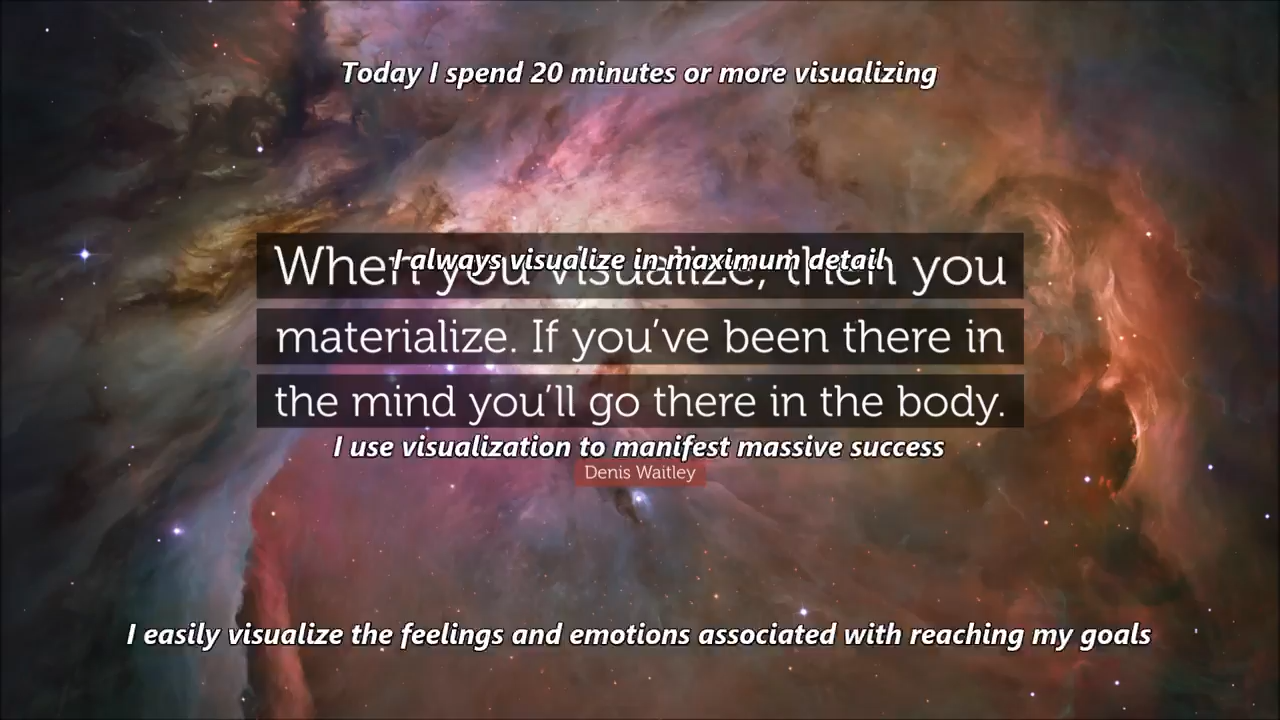 Today I spend 20 minutes or more visualizing
When you visualize, then you
I always visualize in maximum detail
materialize. If you’ve been there in
the mind you’ll go there in the body.
I use visualization to manifest massive success
Denis Waitley
I easily visualize the feelings and emotions associated with reaching my goals